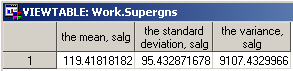 VIEWTABLE: Work.Supergns
the mean, salg the standard deviation, salg the variance, salg
1 119.41818182 95.432871678 9107.4329966